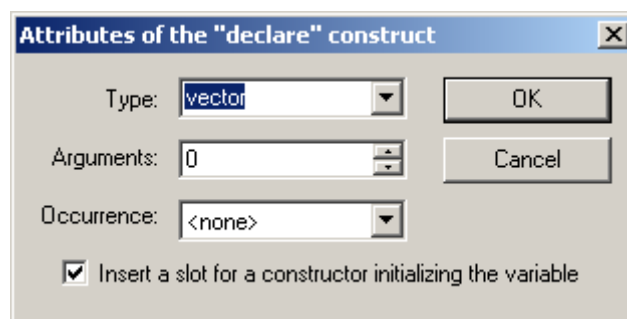 Attributes of the "declare" construct
Type: vector OK
Arguments: 0 Cancel
Occurrence: <none>
Insert a slot for a constructor initializing the variable